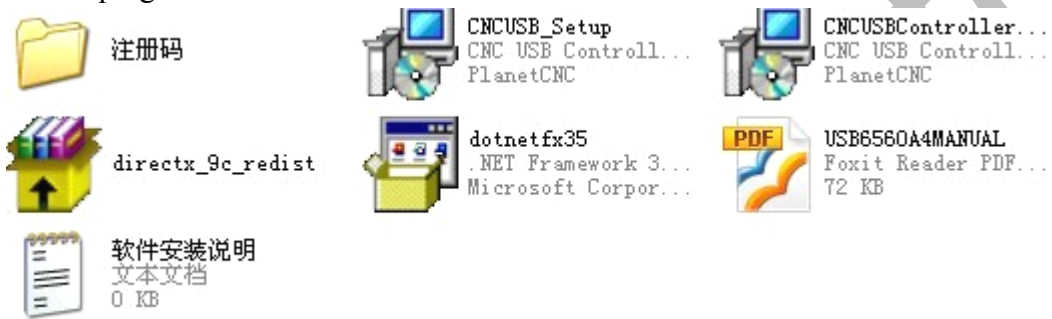 注册码
CNCUSB_Setup
CNC USB Controll...
PlanetCNC
CNCUSBController...
CNC USB Controll...
PlanetCNC
directx_9c_redist
dotnetfx35
.NET Framework 3...
Microsoft Corpor...
PDF
USB6560A4MANUAL
Foxit Reader PDF...
72 KB
软件安装说明
文本文档
0 KB